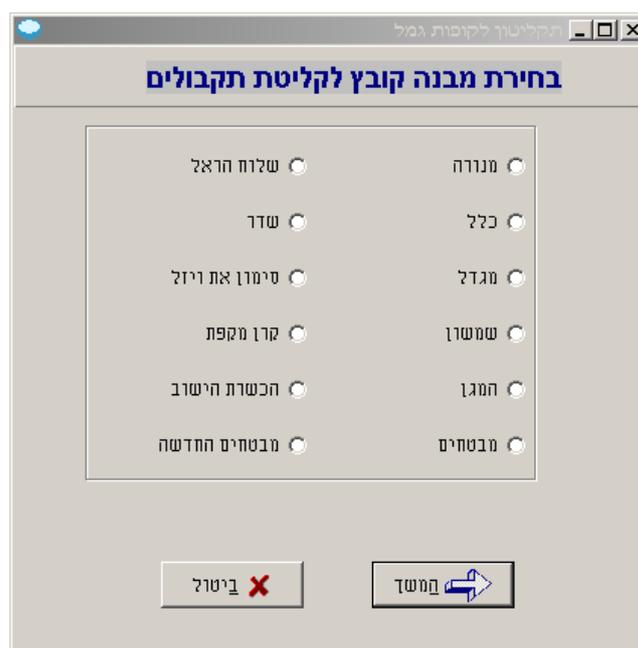 תקליטון לקופות גמל
בחירת מבנה קובץ לקליטת תקבולים
מנורה
שלוח הראל
כלל
שדר
מגדל
סימון את ויזל
שמשון
קרן מקפת
המגן
הכשרת הישוב
מבטחים
מבטחים החדשה
המשך
ביטול